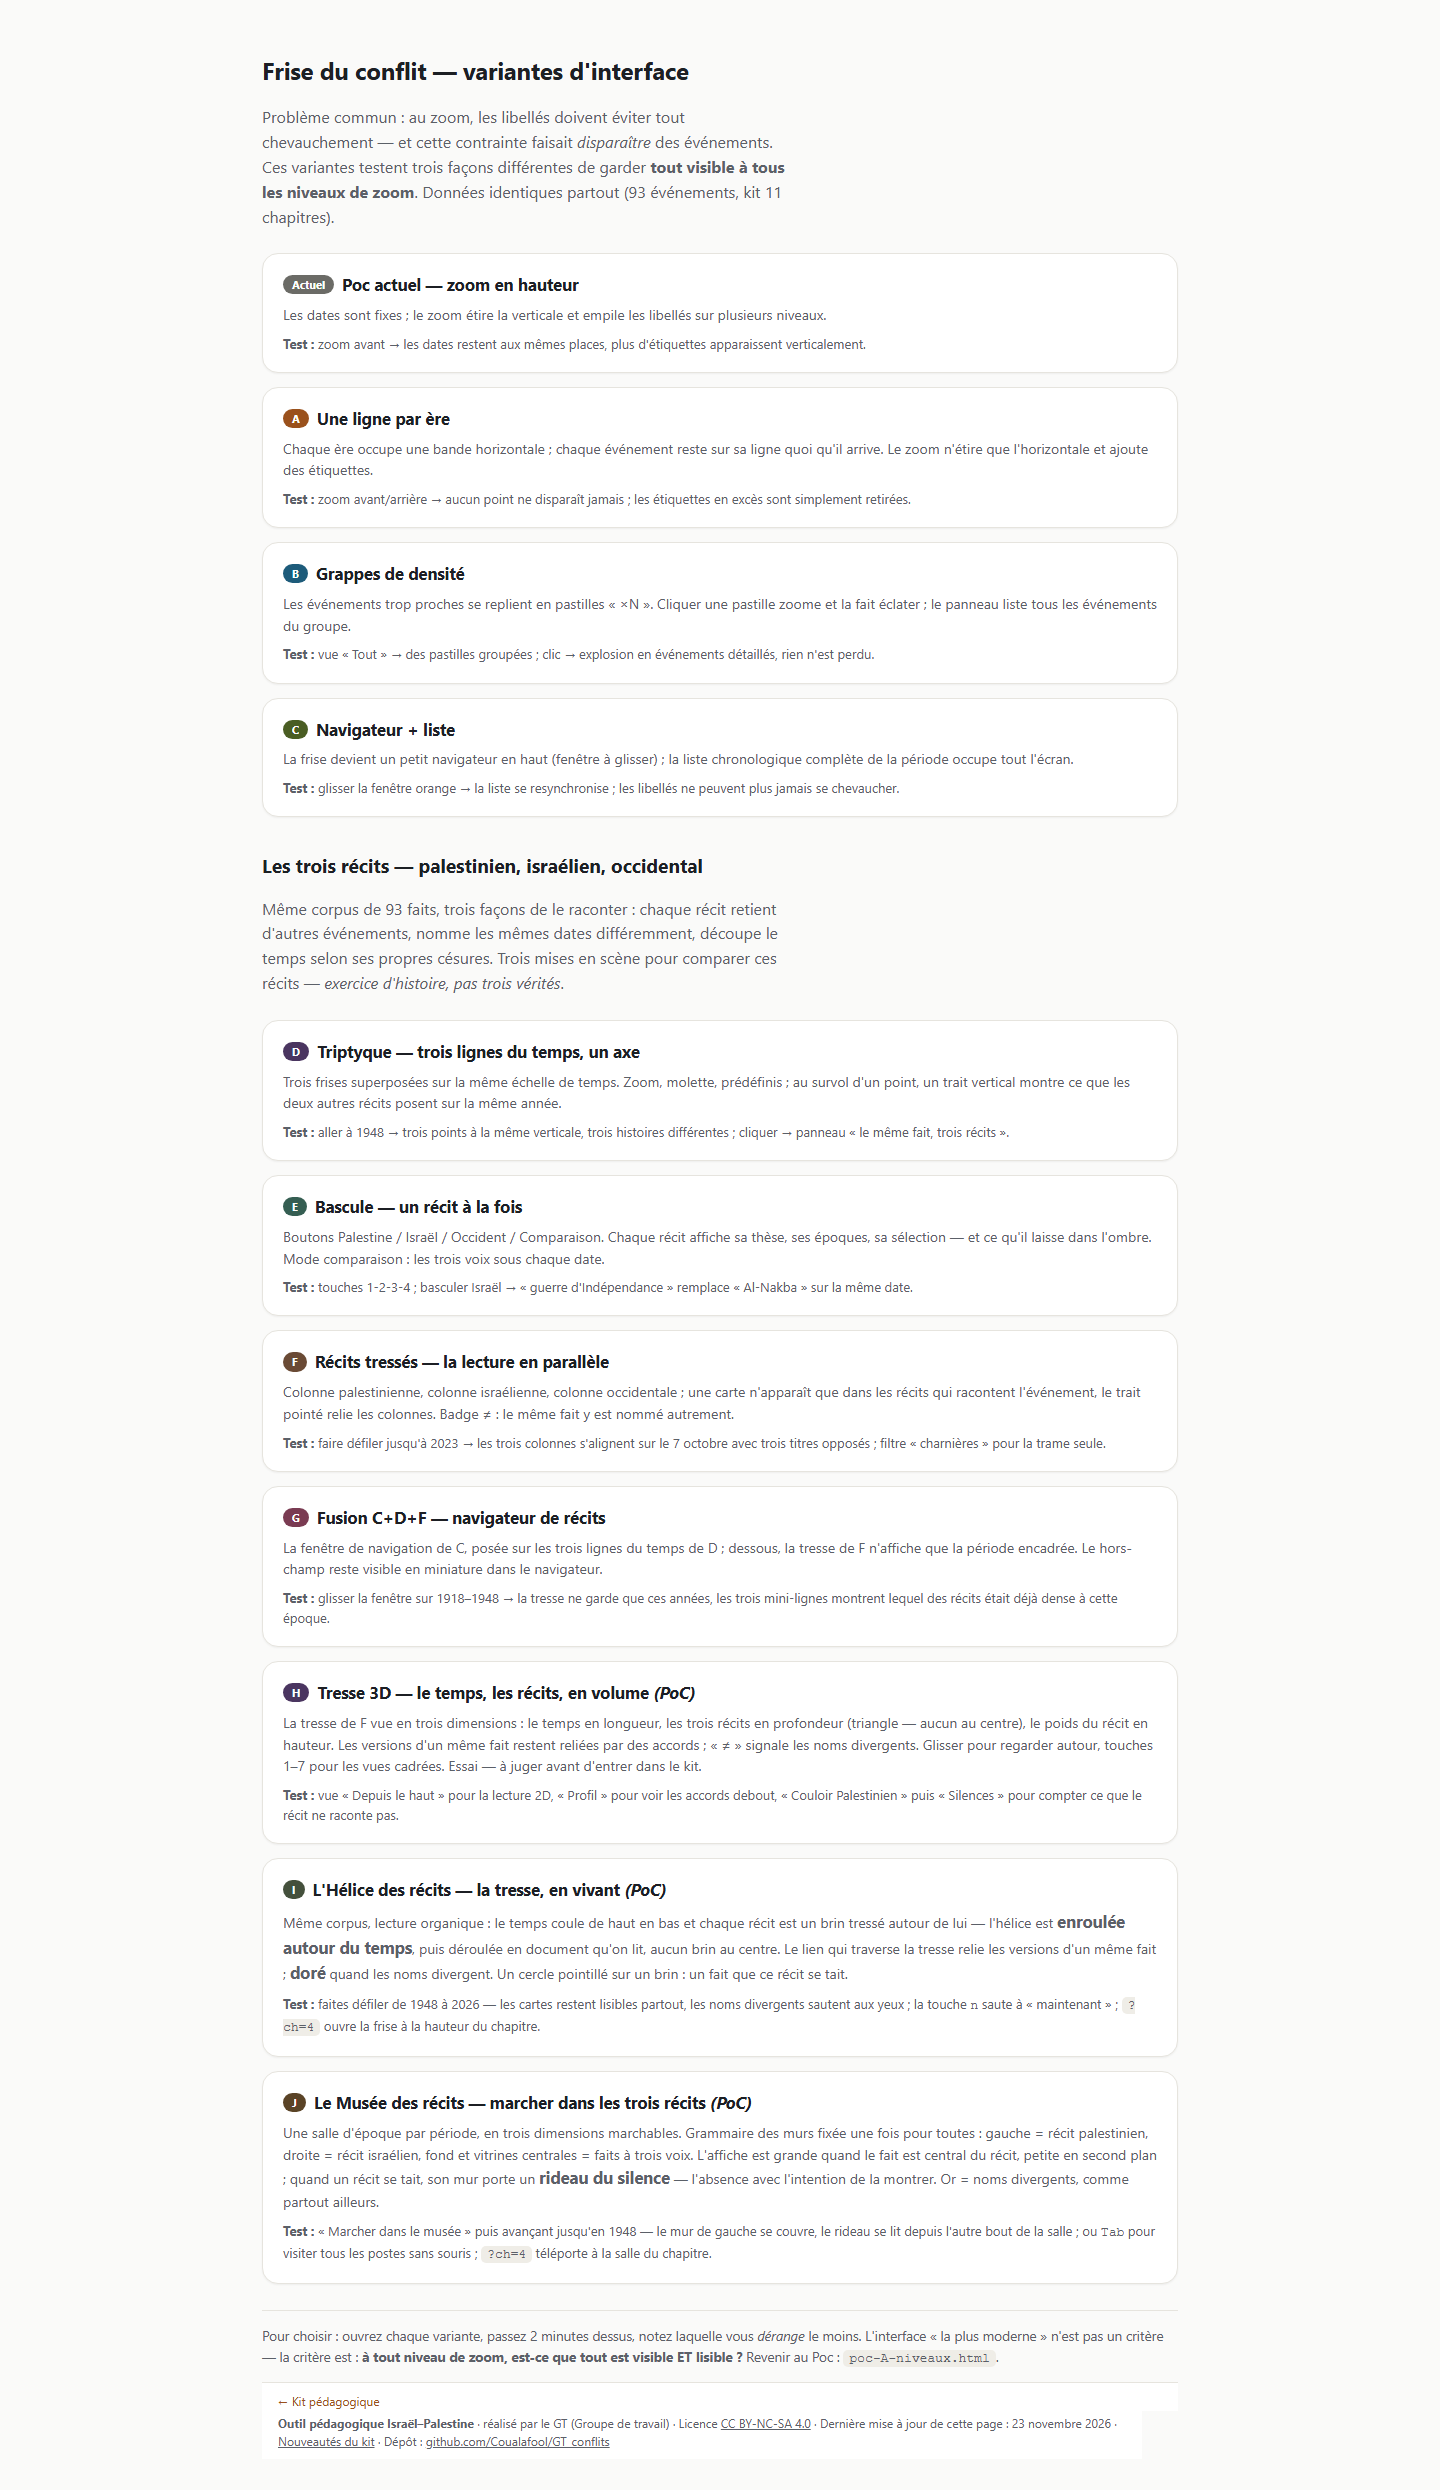 Frise du conflit — variantes d'interface
Problème commun : au zoom, les libellés doivent éviter tout
chevauchement — et cette contrainte faisait disparaître des événements.
Ces variantes testent trois façons différentes de garder tout visible à tous
les niveaux de zoom. Données identiques partout (93 événements, kit 11
chapitres).
Actuel Poc actuel — zoom en hauteur
Les dates sont fixes ; le zoom étire la verticale et empile les libellés sur plusieurs niveaux.
Test : zoom avant → les dates restent aux mêmes places, plus d'étiquettes apparaissent verticalement.
A Une ligne par ère
Chaque ère occupe une bande horizontale ; chaque événement reste sur sa ligne quoi qu'il arrive. Le zoom n'étire que l'horizontale et ajoute
des étiquettes.
Test : zoom avant/arrière → aucun point ne disparaît jamais ; les étiquettes en excès sont simplement retirées.
B Grappes de densité
Les événements trop proches se replient en pastilles « ×N ». Cliquer une pastille zoome et la fait éclater ; le panneau liste tous les événements
du groupe.
Test : vue « Tout » → des pastilles groupées ; clic → explosion en événements détaillés, rien n'est perdu.
C Navigateur + liste
La frise devient un petit navigateur en haut (fenêtre à glisser) ; la liste chronologique complète de la période occupe tout l'écran.
Test : glisser la fenêtre orange → la liste se resynchronise ; les libellés ne peuvent plus jamais se chevaucher.
Les trois récits — palestinien, israélien, occidental
Même corpus de 93 faits, trois façons de le raconter : chaque récit retient
d'autres événements, nomme les mêmes dates différemment, découpe le
temps selon ses propres césures. Trois mises en scène pour comparer ces
récits — exercice d'histoire, pas trois vérités.
D Triptyque — trois lignes du temps, un axe
Trois frises superposées sur la même échelle de temps. Zoom, molette, prédéfinis ; au survol d'un point, un trait vertical montre ce que les
deux autres récits posent sur la même année.
Test : aller à 1948 → trois points à la même verticale, trois histoires différentes ; cliquer → panneau « le même fait, trois récits ».
E Bascule — un récit à la fois
Boutons Palestine / Israël / Occident / Comparaison. Chaque récit affiche sa thèse, ses époques, sa sélection — et ce qu'il laisse dans l'ombre.
Mode comparaison : les trois voix sous chaque date.
Test : touches 1-2-3-4 ; basculer Israël → « guerre d'Indépendance » remplace « Al-Nakba » sur la même date.
F Récits tressés — la lecture en parallèle
Colonne palestinienne, colonne israélienne, colonne occidentale ; une carte n'apparaît que dans les récits qui racontent l'événement, le trait
pointé relie les colonnes. Badge ≠ : le même fait y est nommé autrement.
Test : faire défiler jusqu'à 2023 → les trois colonnes s'alignent sur le 7 octobre avec trois titres opposés ; filtre « charnières » pour la trame seule.
G Fusion C+D+F — navigateur de récits
La fenêtre de navigation de C, posée sur les trois lignes du temps de D ; dessous, la tresse de F n'affiche que la période encadrée. Le hors-
champ reste visible en miniature dans le navigateur.
Test : glisser la fenêtre sur 1918–1948 → la tresse ne garde que ces années, les trois mini-lignes montrent lequel des récits était déjà dense à cette
époque.
H Tresse 3D — le temps, les récits, en volume (PoC)
La tresse de F vue en trois dimensions : le temps en longueur, les trois récits en profondeur (triangle — aucun au centre), le poids du récit en
hauteur. Les versions d'un même fait restent reliées par des accords ; « ≠ » signale les noms divergents. Glisser pour regarder autour, touches
1–7 pour les vues cadrées. Essai — à juger avant d'entrer dans le kit.
Test : vue « Depuis le haut » pour la lecture 2D, « Profil » pour voir les accords debout, « Couloir Palestinien » puis « Silences » pour compter ce que le
récit ne raconte pas.
I L'Hélice des récits — la tresse, en vivant (PoC)
Même corpus, lecture organique : le temps coule de haut en bas et chaque récit est un brin tressé autour de lui — l'hélice est enroulée
autour du temps, puis déroulée en document qu'on lit, aucun brin au centre. Le lien qui traverse la tresse relie les versions d'un même fait
; doré quand les noms divergent. Un cercle pointillé sur un brin : un fait que ce récit se tait.
Test : faites défiler de 1948 à 2026 — les cartes restent lisibles partout, les noms divergents sautent aux yeux ; la touche n saute à « maintenant » ; ?
ch=4 ouvre la frise à la hauteur du chapitre.
J Le Musée des récits — marcher dans les trois récits (PoC)
Une salle d'époque par période, en trois dimensions marchables. Grammaire des murs fixée une fois pour toutes : gauche = récit palestinien,
droite = récit israélien, fond et vitrines centrales = faits à trois voix. L'affiche est grande quand le fait est central du récit, petite en second plan
; quand un récit se tait, son mur porte un rideau du silence — l'absence avec l'intention de la montrer. Or = noms divergents, comme
partout ailleurs.
Test : « Marcher dans le musée » puis avançant jusqu'en 1948 — le mur de gauche se couvre, le rideau se lit depuis l'autre bout de la salle ; ou Tab pour
visiter tous les postes sans souris ; ?ch=4 téléporte à la salle du chapitre.
Pour choisir : ouvrez chaque variante, passez 2 minutes dessus, notez laquelle vous dérange le moins. L'interface « la plus moderne » n'est pas un critère
— la critère est : à tout niveau de zoom, est-ce que tout est visible ET lisible ? Revenir au Poc : poc-A-niveaux.html.
← Kit pédagogique
Outil pédagogique Israël–Palestine · réalisé par le GT (Groupe de travail) · Licence CC BY-NC-SA 4.0 · Dernière mise à jour de cette page : 23 novembre 2026 ·
Nouveautés du kit · Dépôt : github.com/Coualafool/GT_conflits